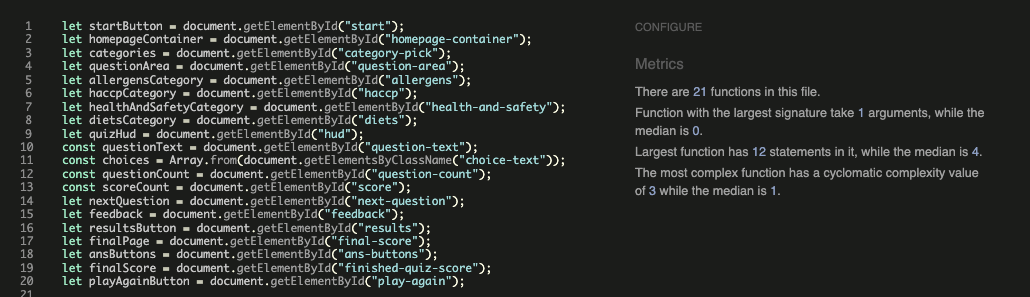 1 let startButton = document.getElementById("start");
2 let homepageContainer = document.getElementById("homepage-container");
3 let categories = document.getElementById("category-pick");
4 let questionArea = document.getElementById("question-area");
5 let allergensCategory = document.getElementById("allergens");
6 let haccpCategory = document.getElementById("haccp");
7 let healthAndSafetyCategory = document.getElementById("health-and-safety");
8 let dietsCategory = document.getElementById("diets");
9 let quizHud = document.getElementById("hud");
10 const questionText = document.getElementById("question-text");
11 const choices = Array.from(document.getElementsByClassName("choice-text"));
12 const questionCount = document.getElementById("question-count");
13 const scoreCount = document.getElementById("score");
14 let nextQuestion = document.getElementById("next-question");
15 let feedback = document.getElementById("feedback");
16 let resultsButton = document.getElementById("results");
17 let finalPage = document.getElementById("final-score");
18 let ansButtons = document.getElementById("ans-buttons");
19 let finalScore = document.getElementById("finished-quiz-score");
20 let playAgainButton = document.getElementById("play-again");
21
CONFIGURE
Metrics
There are 21 functions in this file.
Function with the largest signature take 1 arguments, while the
median is 0.
Largest function has 12 statements in it, while the median is 4.
The most complex function has a cyclomatic complexity value
of 3 while the median is 1.